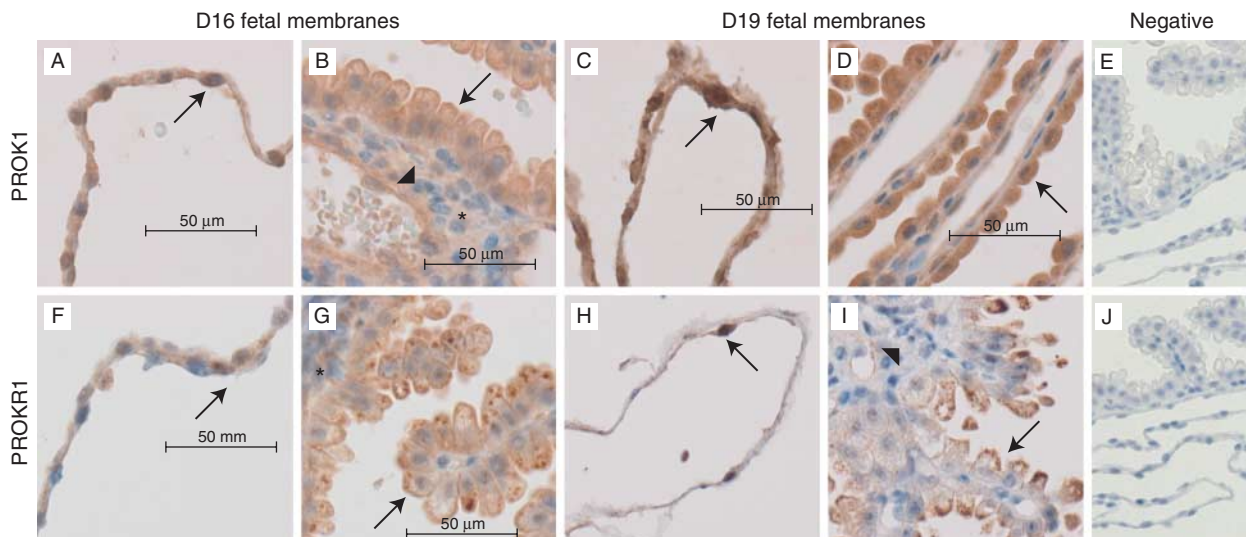 D16 fetal membranes D19 fetal membranes Negative
PROK1
A B C D E
50 μm 50 μm 50 μm 50 μm
*
PROKR1
F G H I J
*
50 mm 50 μm